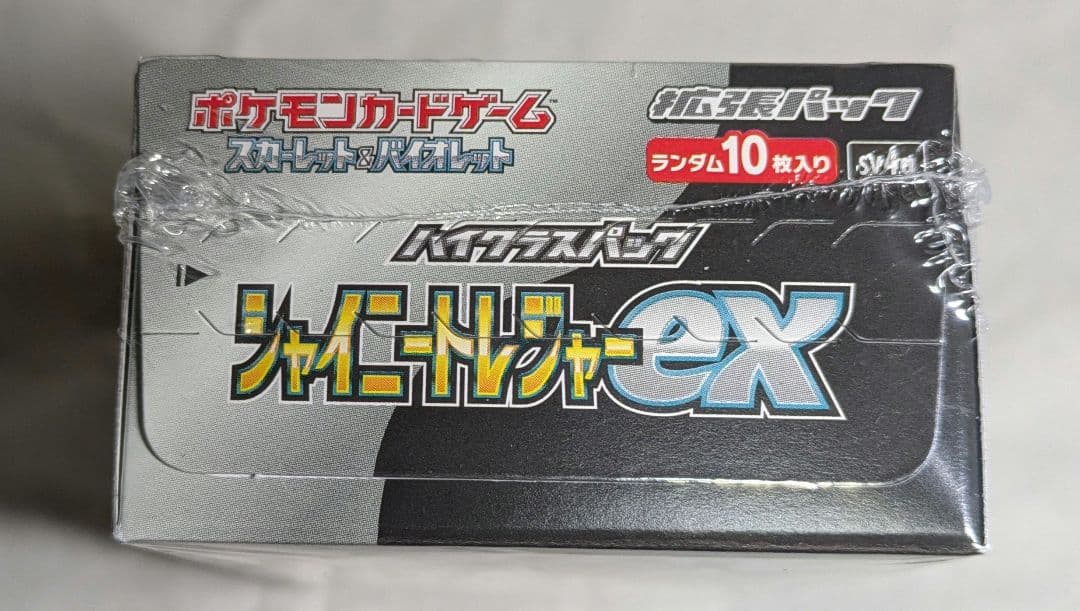 ポケモンカードゲーム™
スカーレット&バイオレット
拡張パック
ランダム10枚入り
SV4a
ハイクラスパック
シャイニートレジャーex